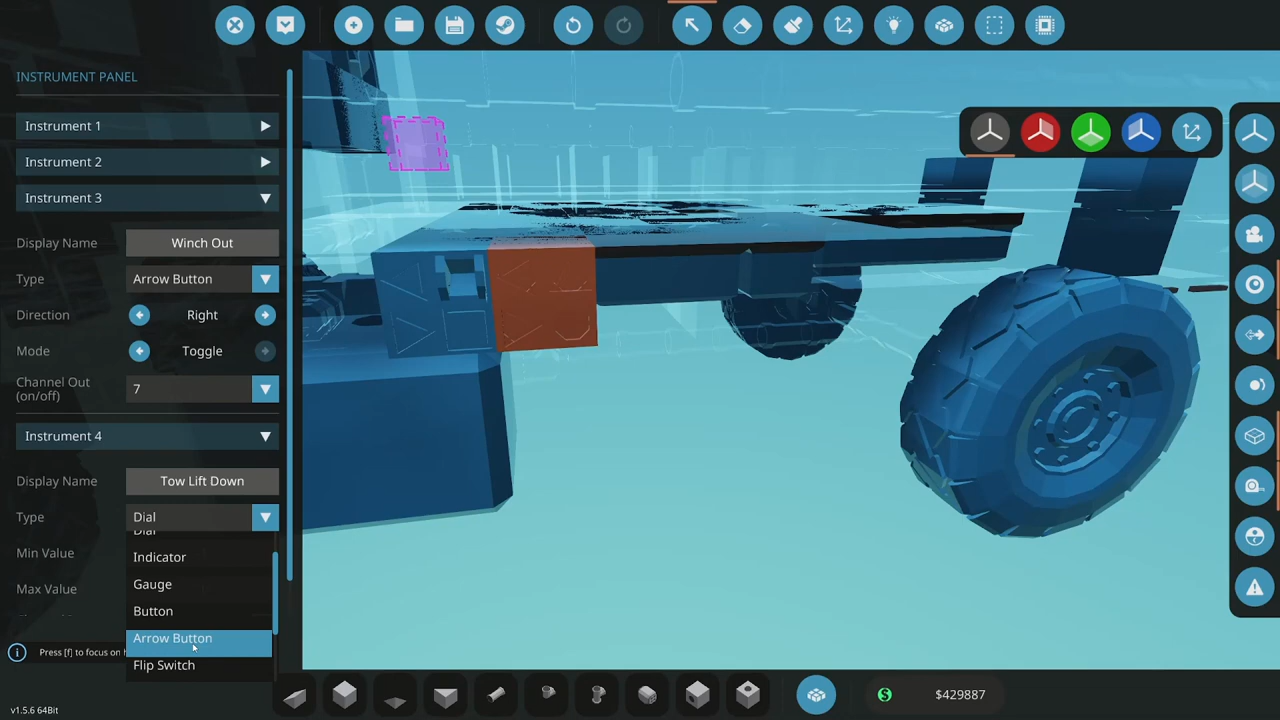 INSTRUMENT PANEL
Instrument 1
Instrument 2
Instrument 3
Display Name Winch Out
Type Arrow Button
Direction Right
Mode Toggle
Channel Out (on/off) 7
Instrument 4
Display Name Tow Lift Down
Type Dial
Dial
Min Value Indicator
Max Value Gauge
Button
Arrow Button
Press [f] to focus on
Flip Switch
v1.5.6 64Bit
$ $429887